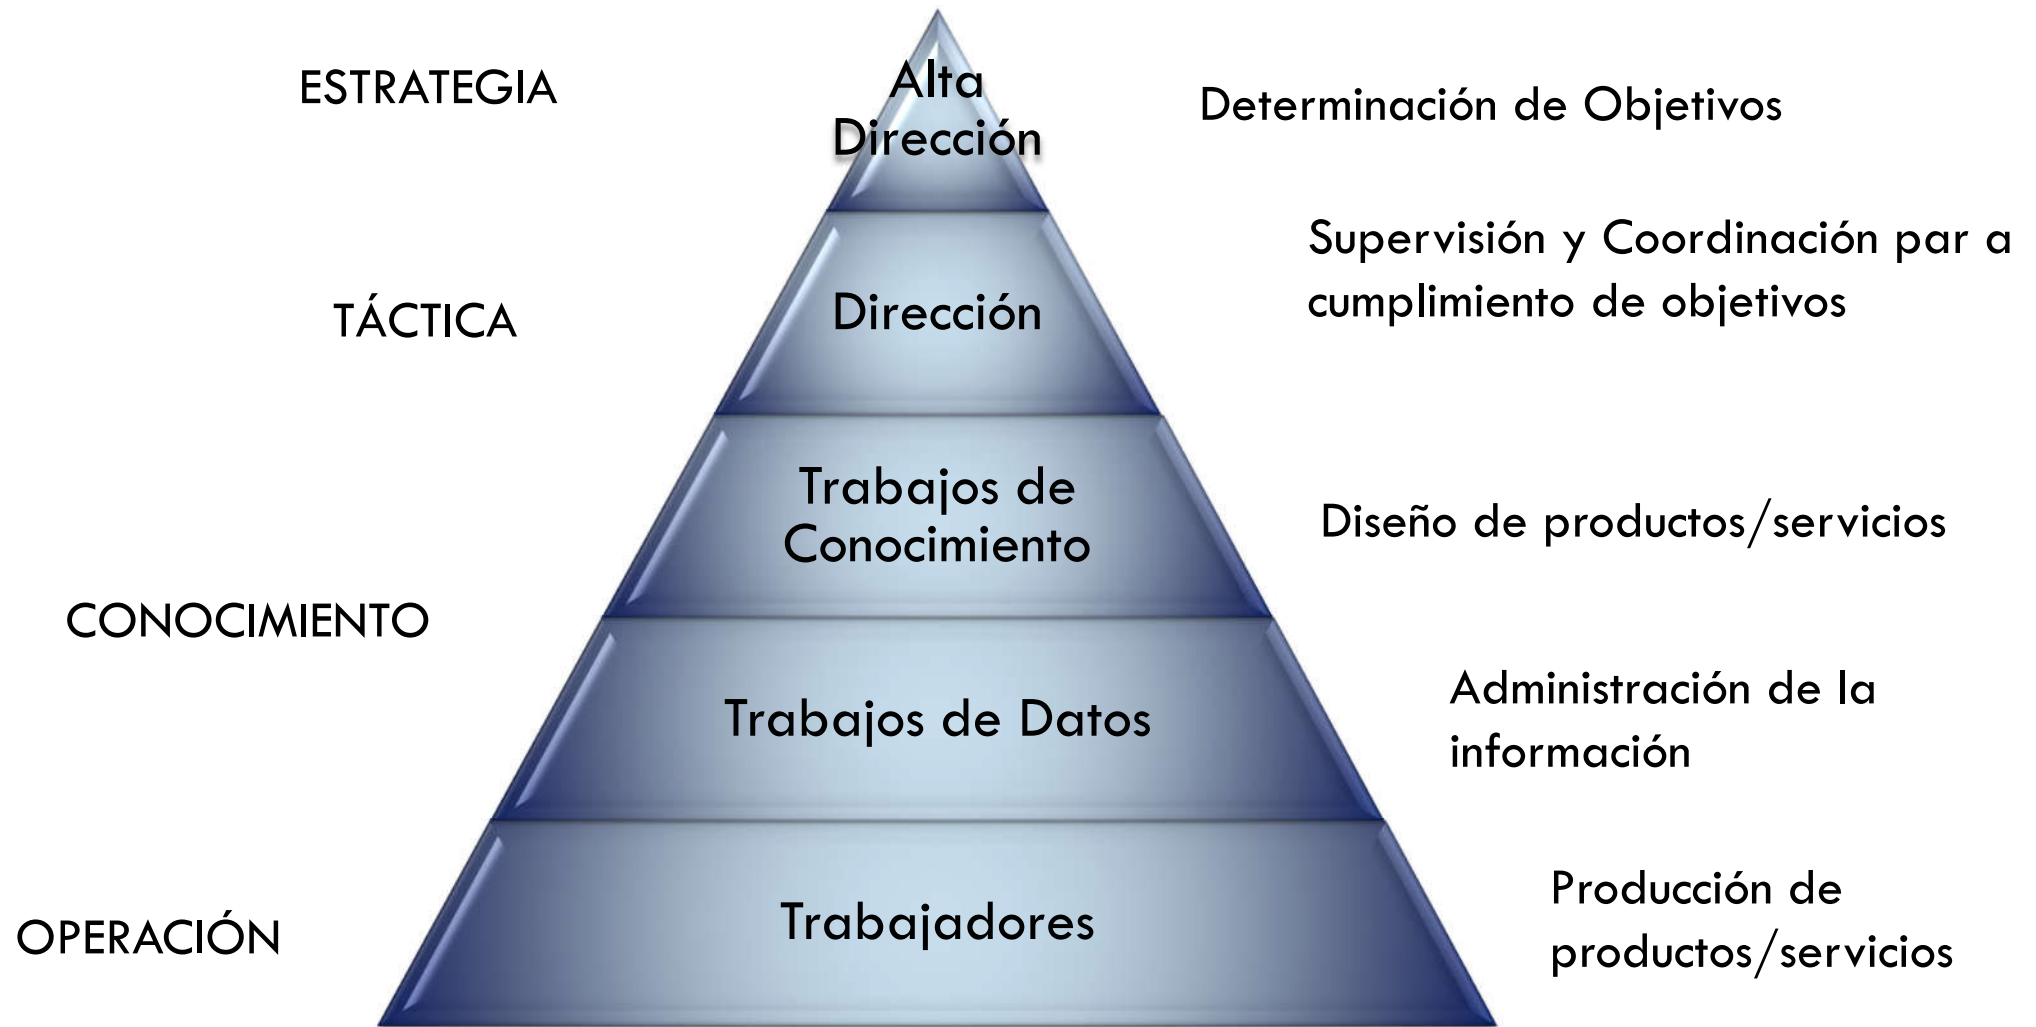 ESTRATEGIA
Alta
Dirección
Determinación de Objetivos
TÁCTICA
Dirección
Supervisión y Coordinación par a
cumplimiento de objetivos
CONOCIMIENTO
Trabajos de
Conocimiento
Diseño de productos/servicios
Trabajos de Datos
Administración de la
información
OPERACIÓN
Trabajadores
Producción de
productos/servicios